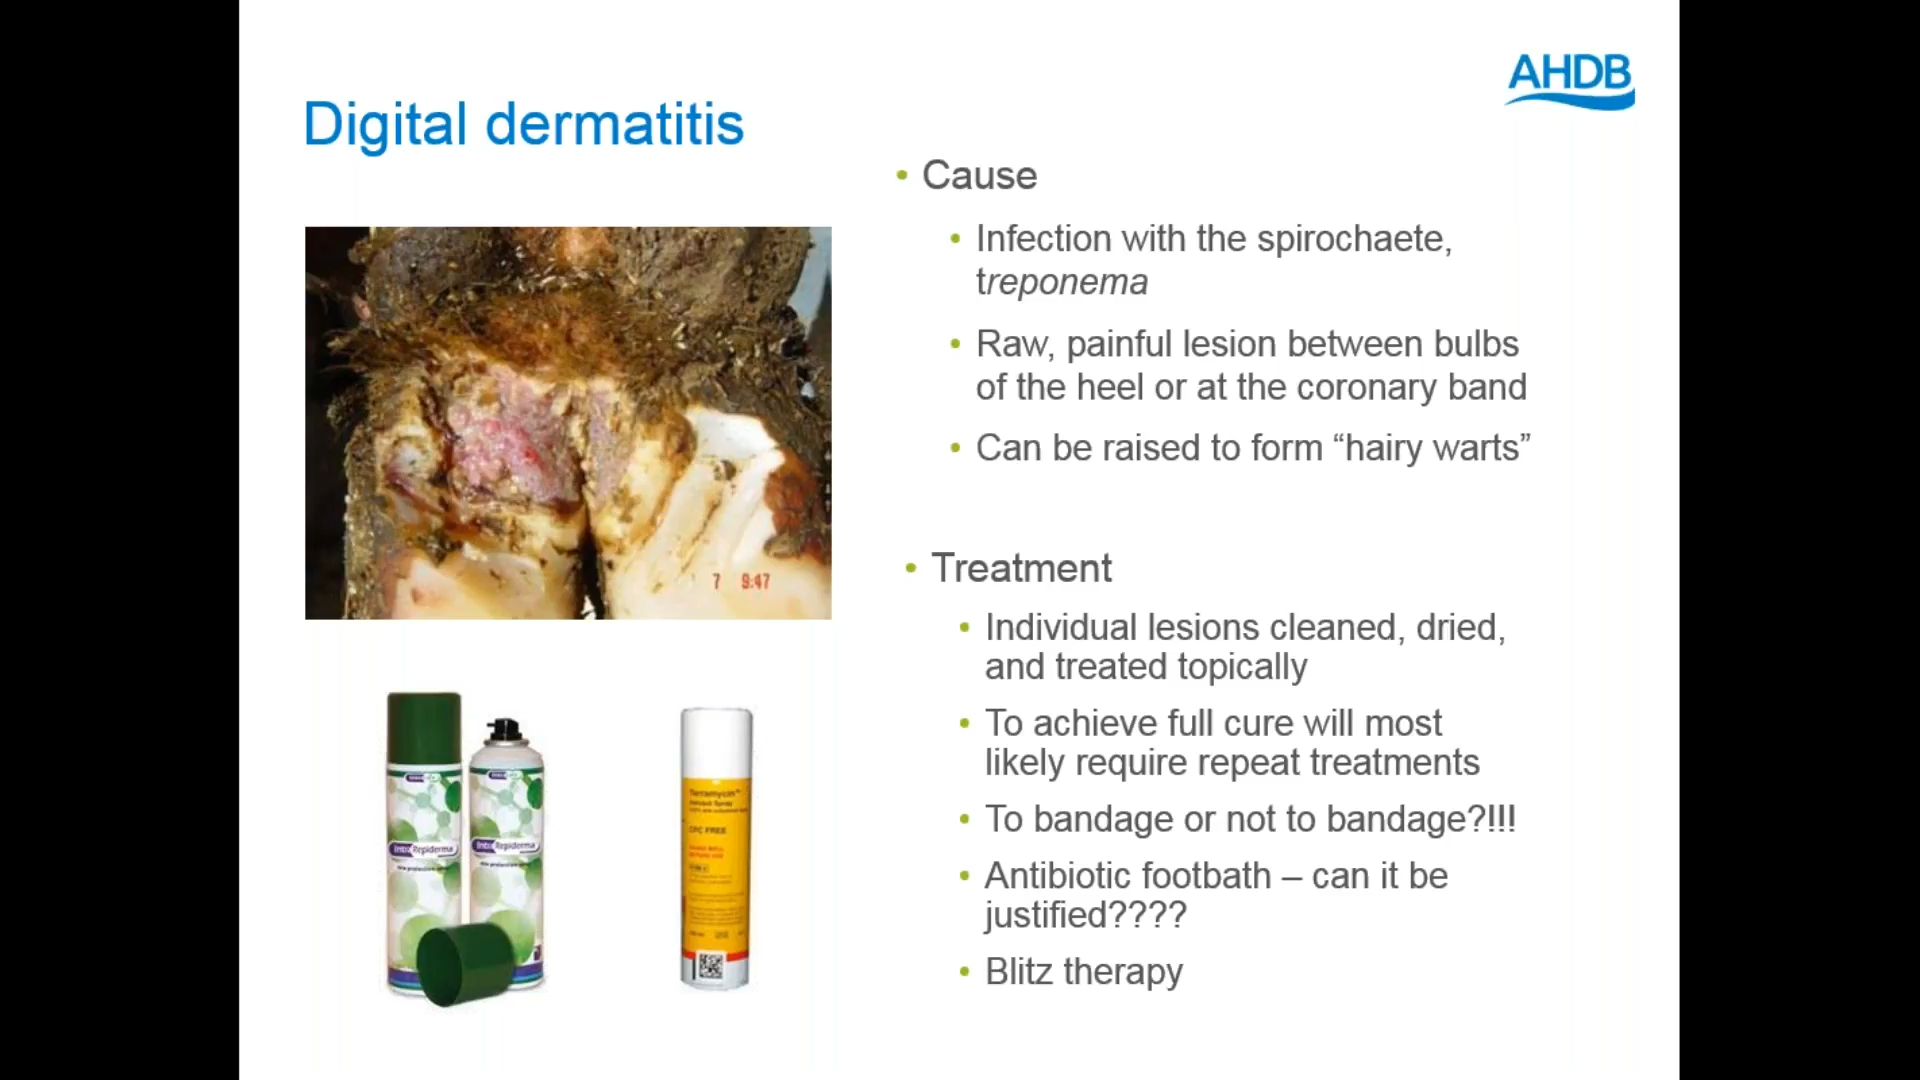 AHDB
Digital dermatitis
• Cause
• Infection with the spirochaete,
treponema
• Raw, painful lesion between bulbs
of the heel or at the coronary band
• Can be raised to form “hairy warts”
• Treatment
• Individual lesions cleaned, dried,
and treated topically
• To achieve full cure will most
likely require repeat treatments
• To bandage or not to bandage?!!!
• Antibiotic footbath – can it be
justified????
• Blitz therapy
7 9:47
Repiderma
Repiderma
Terramycin
CFC FREE